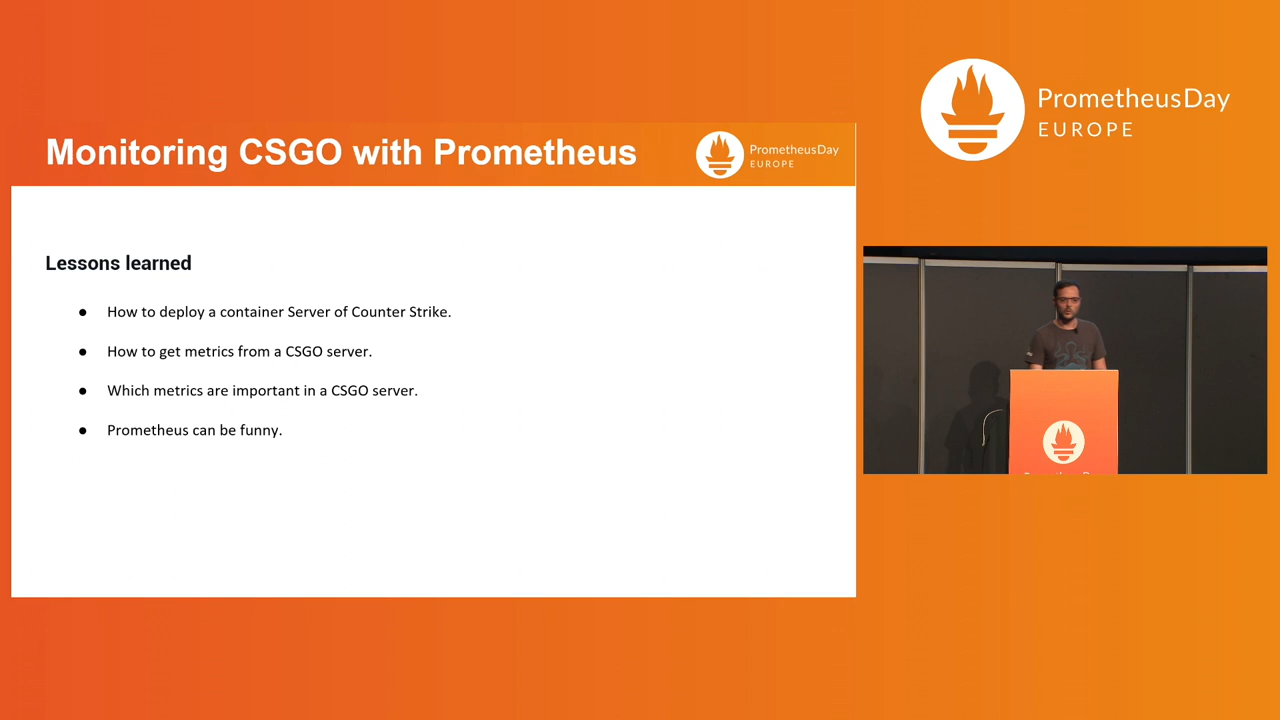 Monitoring CSGO with Prometheus
PrometheusDay
EUROPE
Lessons learned
● How to deploy a container Server of Counter Strike.
● How to get metrics from a CSGO server.
● Which metrics are important in a CSGO server.
● Prometheus can be funny.
PrometheusDay
EUROPE